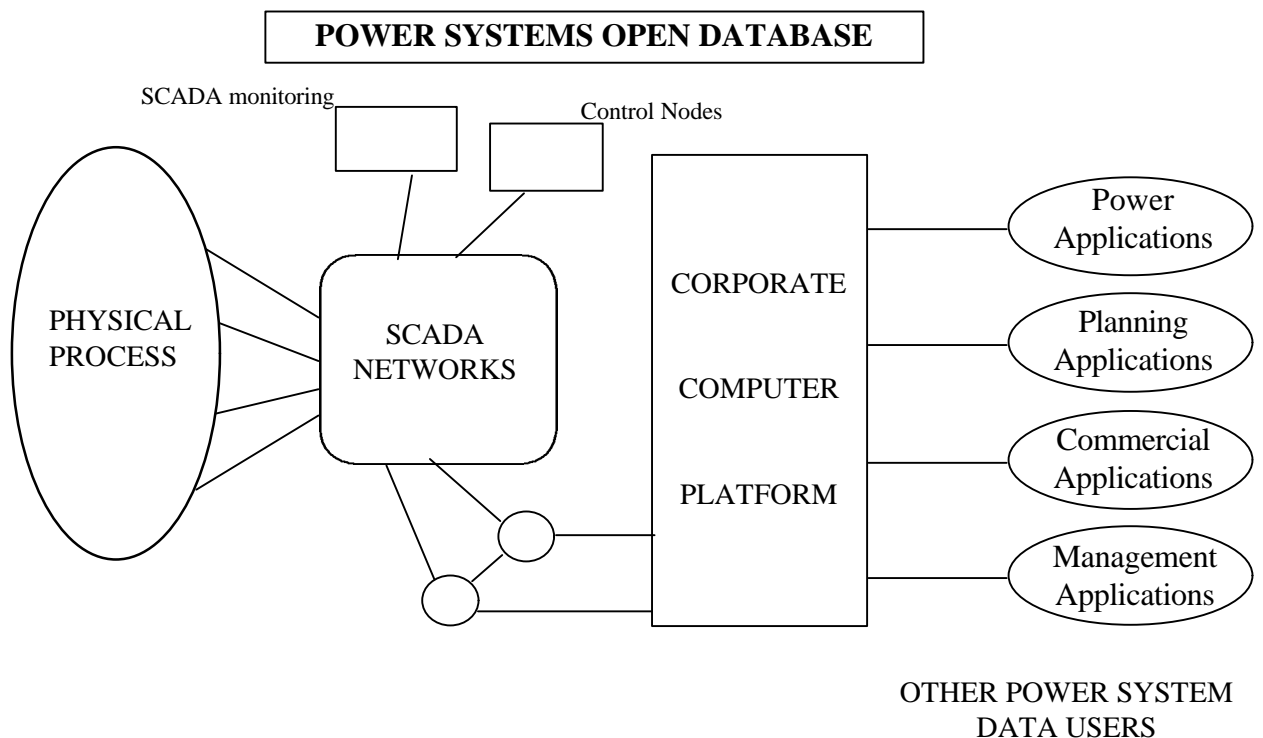 POWER SYSTEMS OPEN DATABASE
SCADA monitoring
Control Nodes
PHYSICAL
PROCESS
SCADA
NETWORKS
CORPORATE
COMPUTER
PLATFORM
Power
Applications
Planning
Applications
Commercial
Applications
Management
Applications
OTHER POWER SYSTEM
DATA USERS